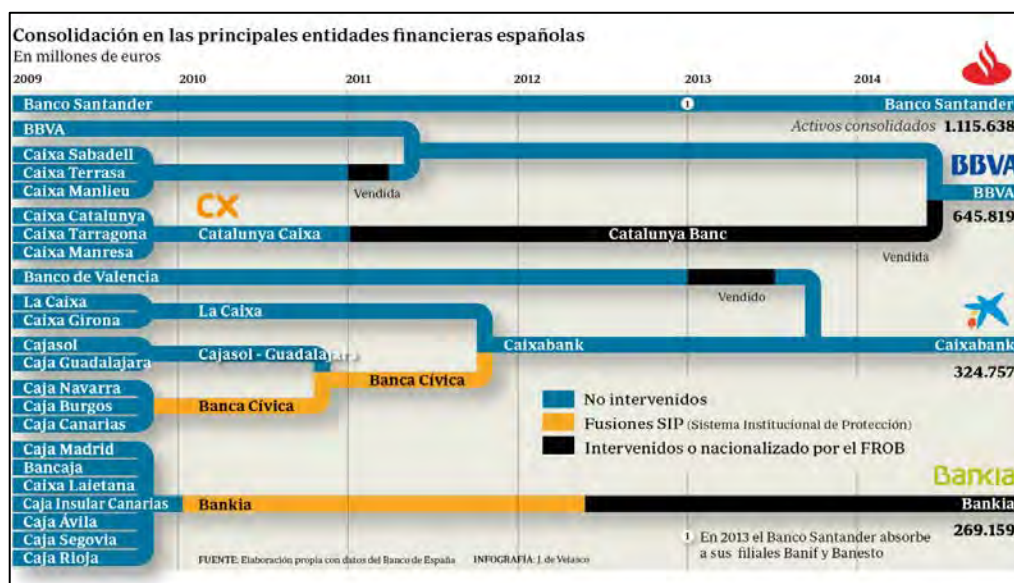 Consolidación en las principales entidades financieras españolas
En millones de euros
2009 2010 2011 2012 2013 2014
Banco Santander 1 Banco Santander
Activos consolidados 1.115.638
BBVA
Caixa Sabadell
Caixa Terrasa
Caixa Manlieu
Vendida
BBVA
BBVA
645.819
CX
Caixa Catalunya
Caixa Tarragona Catalunya Caixa Catalunya Banc
Caixa Manresa
Vendida
Banco de Valencia
Vendido
La Caixa
Caixa Girona
La Caixa
Cajasol
Caja Guadalajara
Cajasol - Guadalajara
Caixabank Caixabank
324.757
Caja Navarra
Caja Burgos
Caja Canarias
Banca Cívica
Banca Cívica
No intervenidos
Fusiones SIP (Sistema Institucional de Protección)
Intervenidos o nacionalizado por el FROB
Caja Madrid
Bancaja
Caixa Laietana
Caja Insular Canarias
Caja Ávila
Caja Segovia
Caja Rioja
Bankia
Bankia
Bankia
269.159
1 En 2013 el Banco Santander absorbe
a sus filiales Banif y Banesto
FUENTE: Elaboración propia con datos del Banco de España INFOGRAFÍA: J. de Velasco